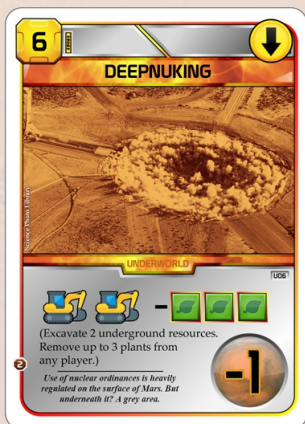 6
DEEPNUKING
Science Photo Library
UNDERWORLD
U06
(Excavate 2 underground resources.
Remove up to 3 plants from
any player.)
Use of nuclear ordinances is heavily
regulated on the surface of Mars. But
underneath it? A grey area.
2
-1